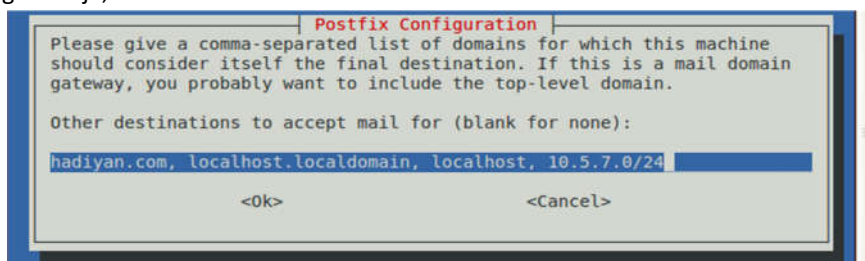 Postfix Configuration
Please give a comma-separated list of domains for which this machine
should consider itself the final destination. If this is a mail domain
gateway, you probably want to include the top-level domain.
Other destinations to accept mail for (blank for none):
hadiyan.com, localhost.localdomain, localhost, 10.5.7.0/24
<Ok> <Cancel>